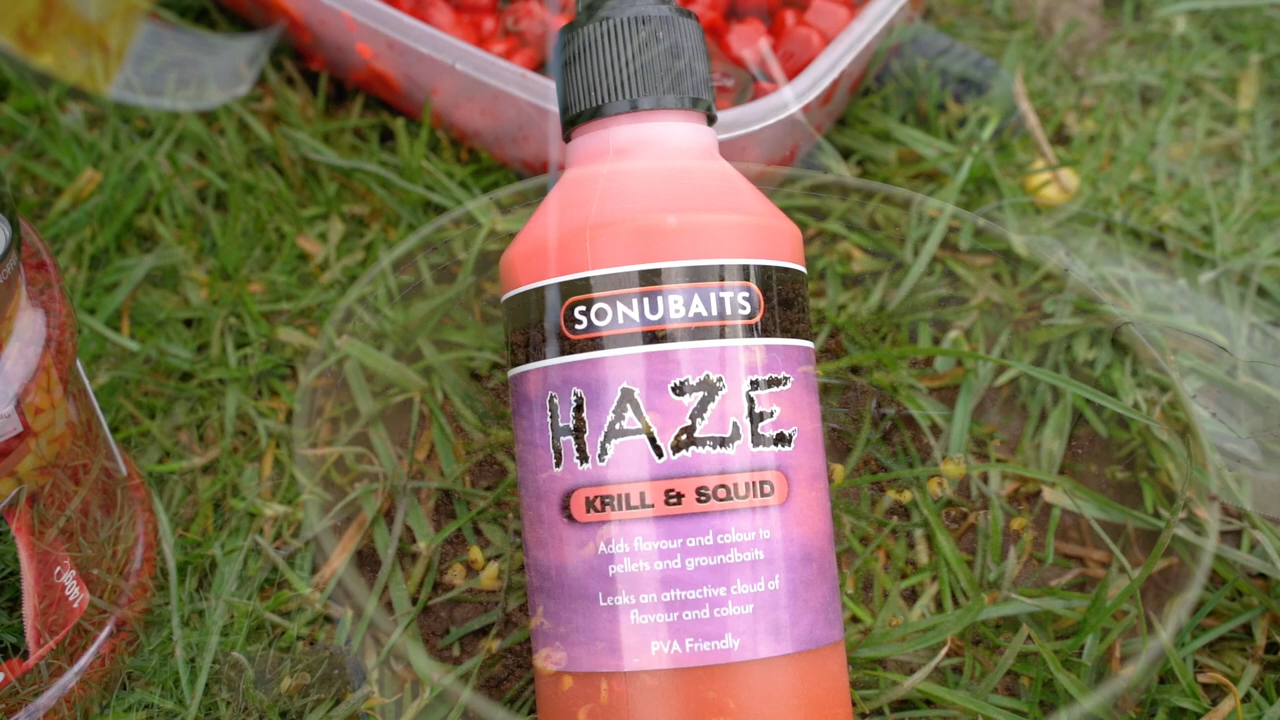 SONUBAITS
HAZE
KRILL & SQUID
Adds flavour and colour to
pellets and groundbaits
Leaks an attractive cloud of
flavour and colour
PVA Friendly
140g℮